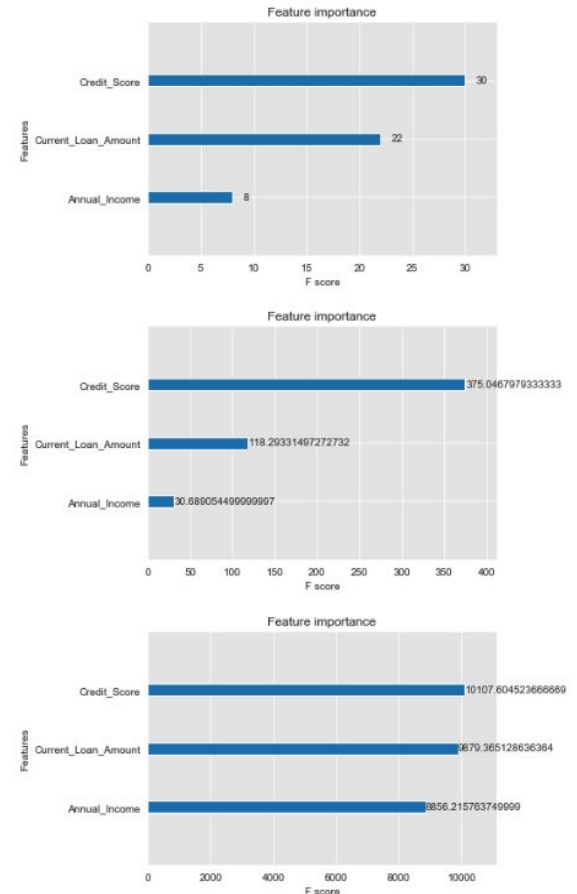 Feature importance
Credit_Score
30
Current_Loan_Amount
22
Annual_Income
8
Features
0 5 10 15 20 25 30
F score
Feature importance
Credit_Score
375.0467979333333
Current_Loan_Amount
118.29331497272732
Annual_Income
30.689054499999997
Features
0 50 100 150 200 250 300 350 400
F score
Feature importance
Credit_Score
10107.604523666669
Current_Loan_Amount
9879.365128636364
Annual_Income
8856.215763749999
Features
0 2000 4000 6000 8000 10000
F score